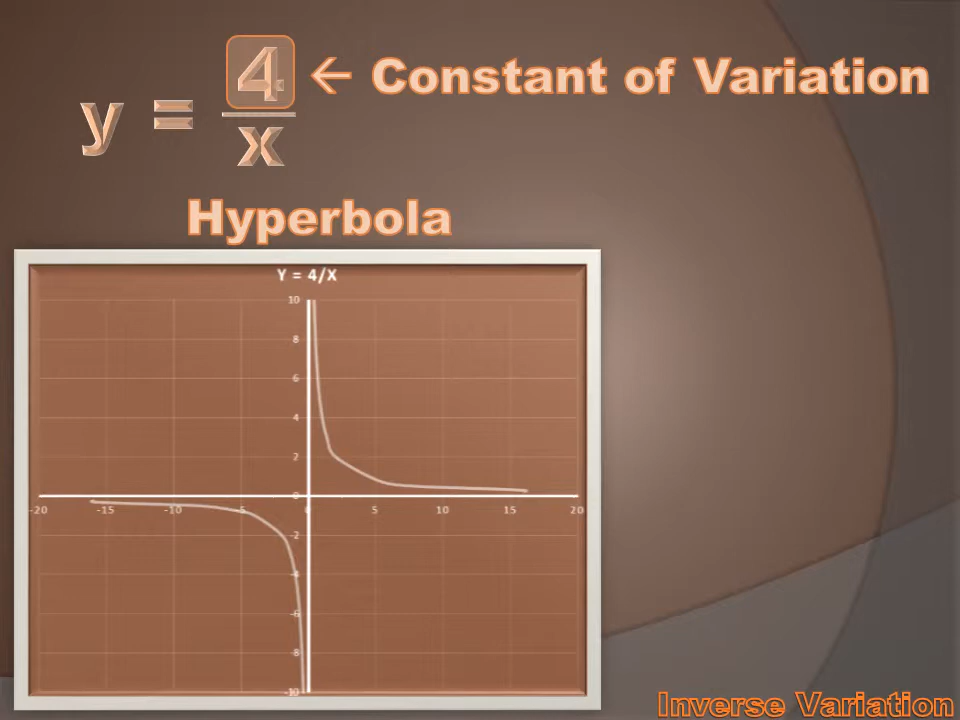 y = 4/x ← Constant of Variation
Hyperbola
Y = 4/X
10
8
6
4
2
0
-20 -15 -10 -5 0 5 10 15 20
-2
-4
-6
-8
-10
Inverse Variation